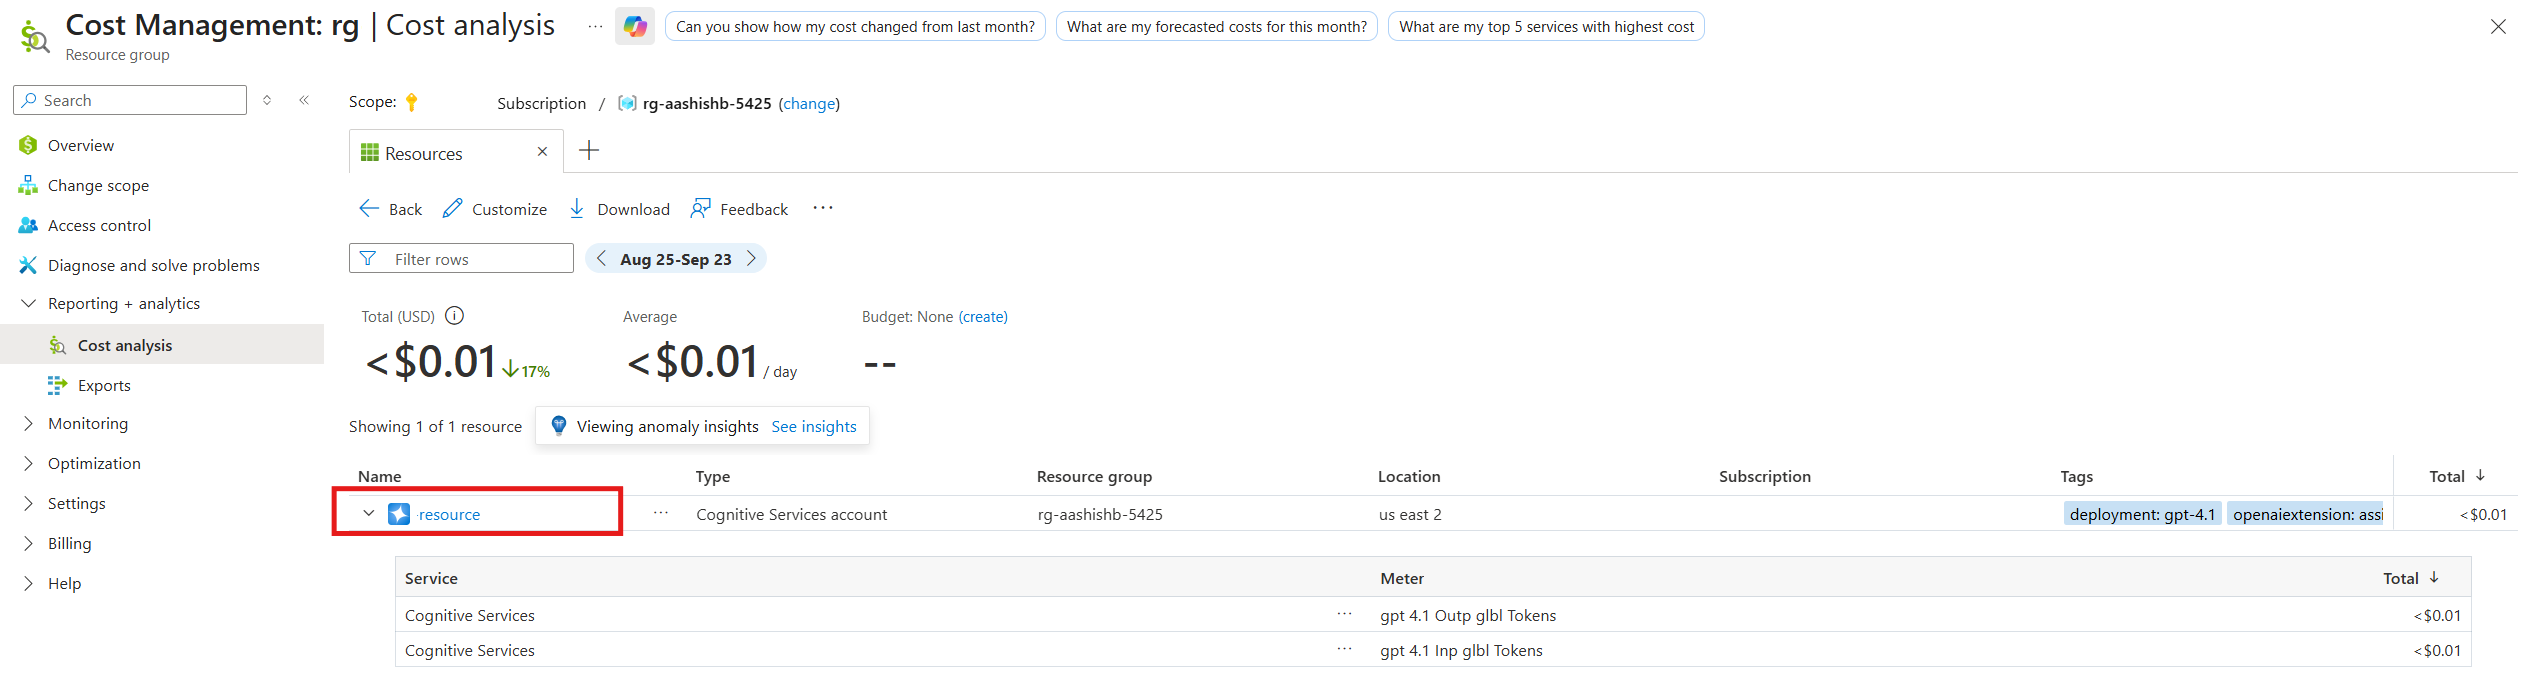 Cost Management: rg | Cost analysis ... Can you show how my cost changed from last month? What are my forecasted costs for this month? What are my top 5 services with highest cost
Resource group
Search
Overview
Change scope
Access control
Diagnose and solve problems
Reporting + analytics
Cost analysis
Exports
Monitoring
Optimization
Settings
Billing
Help
Scope: Subscription / rg-aashishb-5425 (change)
Resources
Back Customize Download Feedback ...
Filter rows Aug 25-Sep 23
Total (USD) Average Budget: None (create)
<$0.01 ↓17% <$0.01 / day --
Showing 1 of 1 resource Viewing anomaly insights See insights
Name Type Resource group Location Subscription Tags Total ↓
resource ... Cognitive Services account rg-aashishb-5425 us east 2 deployment: gpt-4.1 openaiextension: assi <$0.01
Service Meter Total ↓
Cognitive Services ... gpt 4.1 Outp glbl Tokens <$0.01
Cognitive Services ... gpt 4.1 Inp glbl Tokens <$0.01